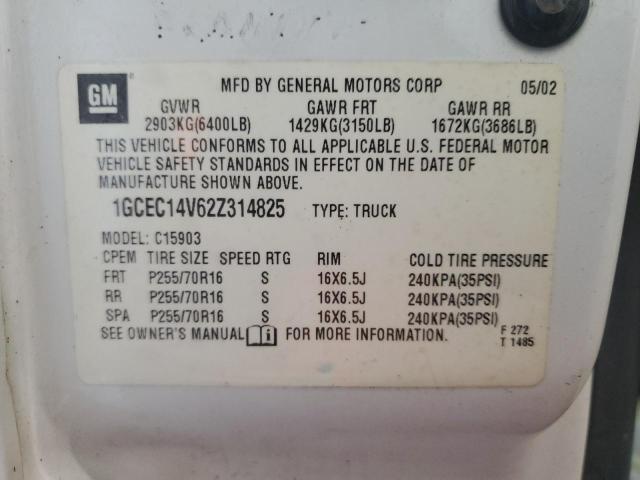 GM
MFD BY GENERAL MOTORS CORP 05/02
GVWR GAWR FRT GAWR RR
2903KG(6400LB) 1429KG(3150LB) 1672KG(3686LB)
THIS VEHICLE CONFORMS TO ALL APPLICABLE U.S. FEDERAL MOTOR
VEHICLE SAFETY STANDARDS IN EFFECT ON THE DATE OF
MANUFACTURE SHOWN ABOVE.
1GCEC14V62Z314825 TYPE: TRUCK
MODEL: C15903
CPEM TIRE SIZE SPEED RTG RIM COLD TIRE PRESSURE
FRT P255/70R16 S 16X6.5J 240KPA(35PSI)
RR P255/70R16 S 16X6.5J 240KPA(35PSI)
SPA P255/70R16 S 16X6.5J 240KPA(35PSI)
SEE OWNER'S MANUAL FOR MORE INFORMATION. F 272
T 1485